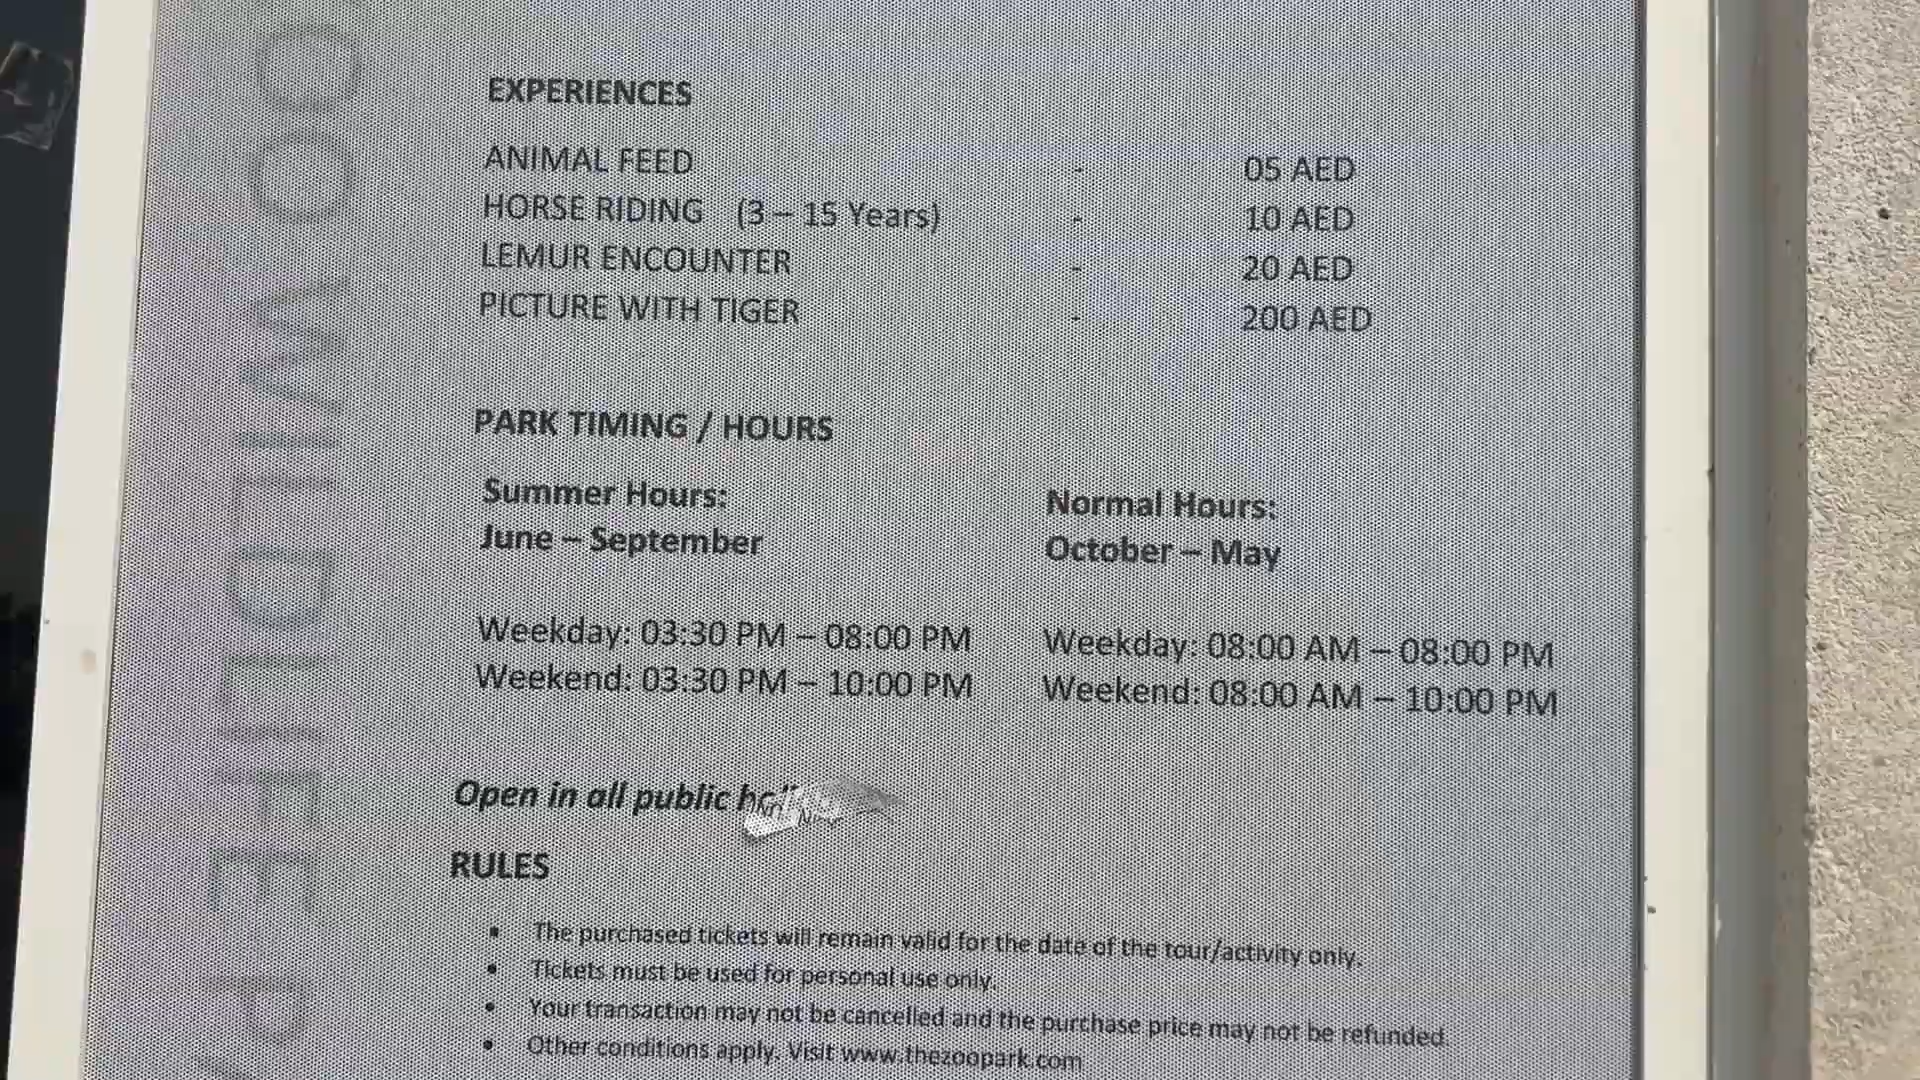 EXPERIENCES
ANIMAL FEED - 05 AED
HORSE RIDING (3 – 15 Years) - 10 AED
LEMUR ENCOUNTER - 20 AED
PICTURE WITH TIGER - 200 AED
PARK TIMING / HOURS
Summer Hours:
June – September
Weekday: 03:30 PM – 08:00 PM
Weekend: 03:30 PM – 10:00 PM
Normal Hours:
October – May
Weekday: 08:00 AM – 08:00 PM
Weekend: 08:00 AM – 10:00 PM
Open in all public
RULES
• The purchased tickets will remain valid for the date of the tour/activity only.
• Tickets must be used for personal use only.
• Your transaction may not be cancelled and the purchase price may not be refunded.
• Other conditions apply. Visit www.thezoopark.com